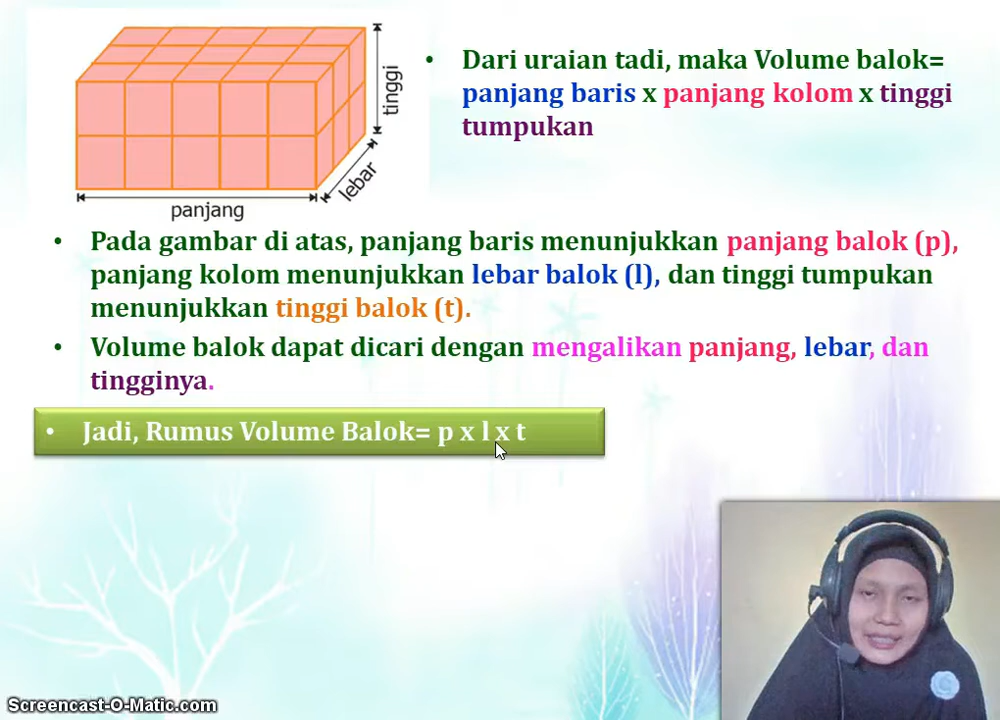 tinggi
lebar
panjang
• Dari uraian tadi, maka Volume balok=
panjang baris x panjang kolom x tinggi
tumpukan
• Pada gambar di atas, panjang baris menunjukkan panjang balok (p),
panjang kolom menunjukkan lebar balok (l), dan tinggi tumpukan
menunjukkan tinggi balok (t).
• Volume balok dapat dicari dengan mengalikan panjang, lebar, dan
tingginya.
• Jadi, Rumus Volume Balok= p x l x t
Screencast-O-Matic.com